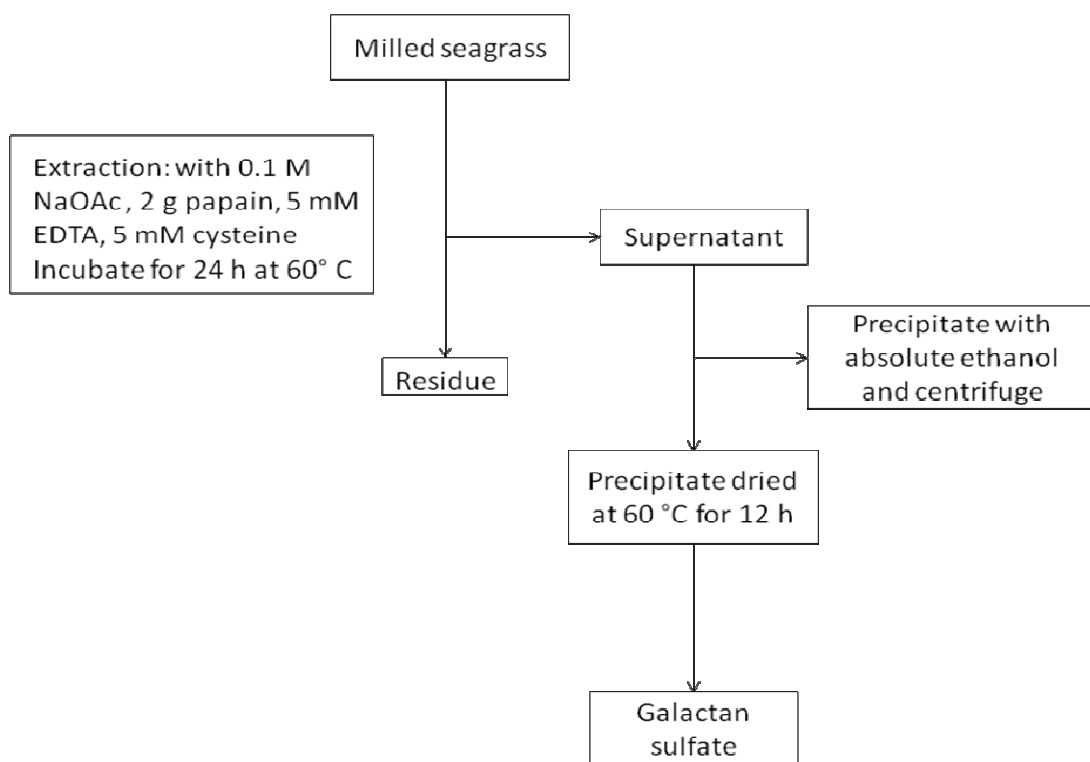 Milled seagrass
Extraction: with 0.1 M
NaOAc, 2 g papain, 5 mM
EDTA, 5 mM cysteine
Incubate for 24 h at 60° C
Supernatant
Precipitate with
absolute ethanol
and centrifuge
Residue
Precipitate dried
at 60 °C for 12 h
Galactan
sulfate